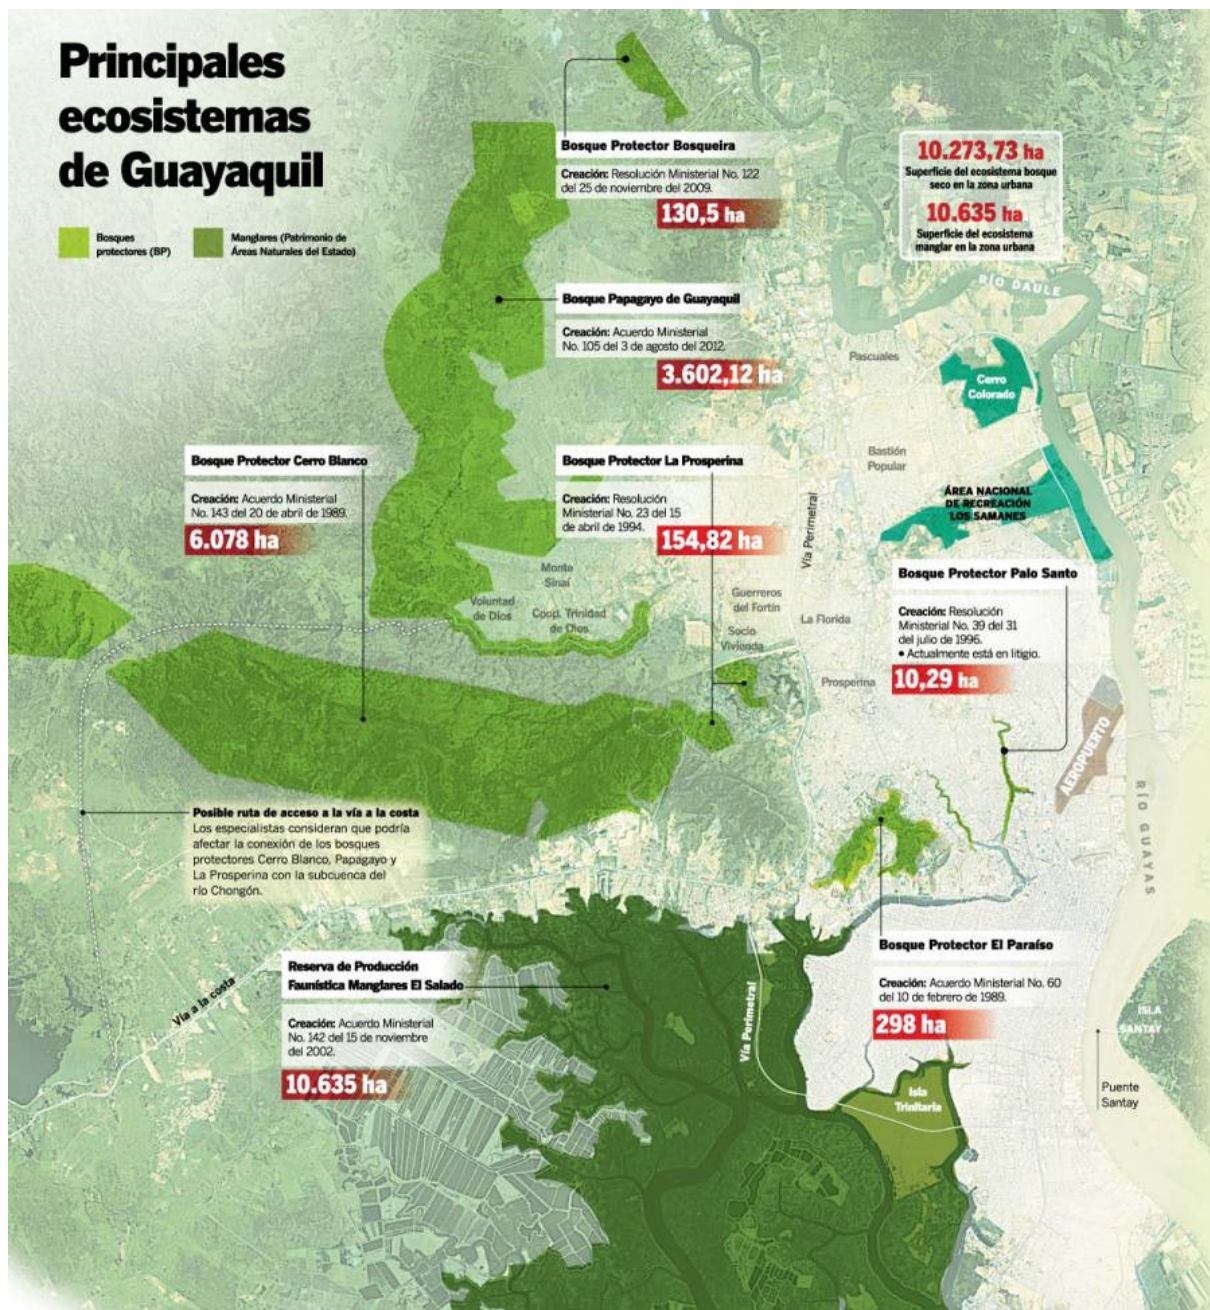 Principales
ecosistemas
de Guayaquil
Bosques
protectores (BP)
Manglares (Patrimonio de
Áreas Naturales del Estado)
Bosque Protector Bosqueira
Creación: Resolución Ministerial No. 122
del 25 de noviembre del 2009.
130,5 ha
10.273,73 ha
Superficie del ecosistema bosque
seco en la zona urbana
10.635 ha
Superficie del ecosistema
manglar en la zona urbana
RÍO DAULE
Bosque Papagayo de Guayaquil
Creación: Acuerdo Ministerial
No. 105 del 3 de agosto del 2012.
3.602,12 ha
Pascuales
Cerro
Colorado
Bosque Protector Cerro Blanco
Creación: Acuerdo Ministerial
No. 143 del 20 de abril de 1989.
6.078 ha
Bosque Protector La Prosperina
Creación: Resolución
Ministerial No. 23 del 15
de abril de 1994.
154,82 ha
Bastión
Popular
Vía Perimetral
ÁREA NACIONAL
DE RECREACIÓN
LOS SAMANES
Monte
Sinaí
Voluntad
de Dios
Coop. Trinidad
de Dios
Guerreros
del Fortín
La Florida
Socio
Vivienda
Prosperina
Bosque Protector Palo Santo
Creación: Resolución
Ministerial No. 39 del 31
del julio de 1996.
• Actualmente está en litigio.
10,29 ha
AEROPUERTO
RÍO GUAYAS
Posible ruta de acceso a la vía a la costa
Los especialistas consideran que podría
afectar la conexión de los bosques
protectores Cerro Blanco, Papagayo y
La Prosperina con la subcuenca del
río Chongón.
Bosque Protector El Paraíso
Creación: Acuerdo Ministerial No. 60
del 10 de febrero de 1989.
298 ha
Reserva de Producción
Faunística Manglares El Salado
Creación: Acuerdo Ministerial
No. 142 del 15 de noviembre
del 2002.
10.635 ha
Vía a la costa
Vía Perimetral
ISLA
SANTAY
Puente
Santay
Isla
Trinitaria